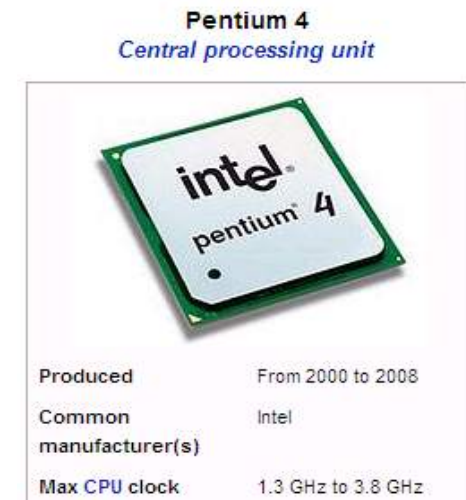 Pentium 4
Central processing unit
intel
pentium® 4
Produced From 2000 to 2008
Common Intel
manufacturer(s)
Max CPU clock 1.3 GHz to 3.8 GHz